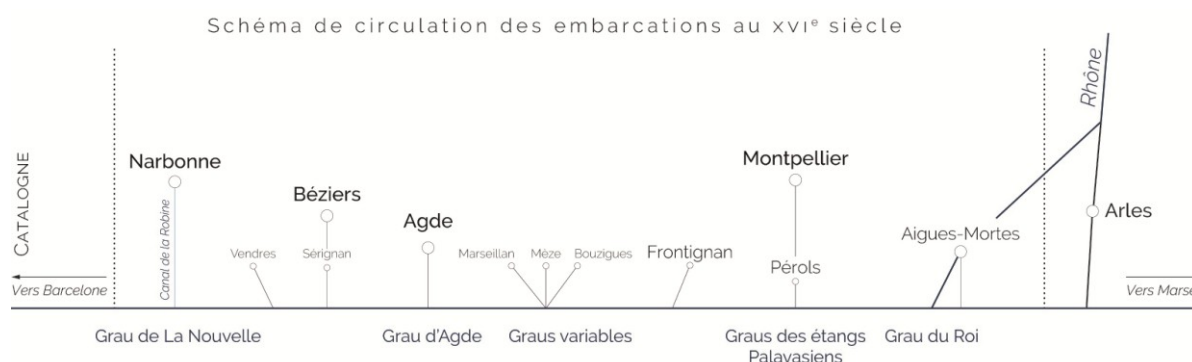 Schéma de circulation des embarcations au XVIe siècle
Rhône
CATALOGNE
Narbonne
Montpellier
Béziers
Arles
Agde
Canal de la Robine
Aigues-Mortes
Vendres
Sérignan
Marseillan
Mèze
Bouzigues
Frontignan
Pérols
Vers Barcelone
Vers Marse
Grau de La Nouvelle
Grau d'Agde
Graus variables
Graus des étangs
Palavasiens
Grau du Roi